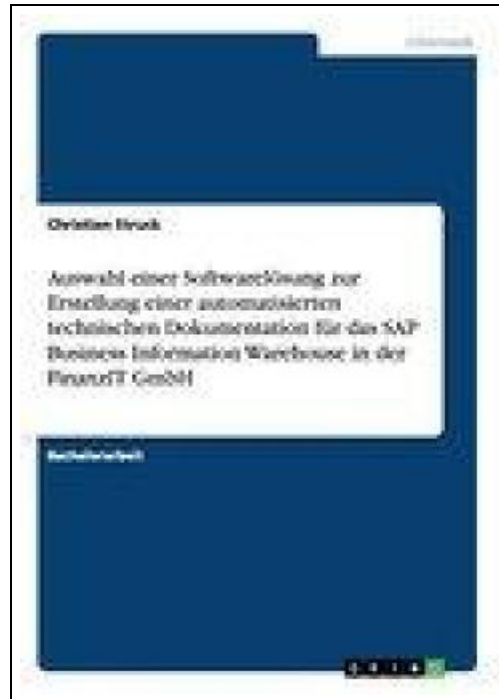 Christian Struck
Auswahl einer Softwarelösung zur
Erstellung einer automatisierten
technischen Dokumentation für das SAP
Business Information Warehouse in der
FinanzIT GmbH
Bachelorarbeit
GRIN